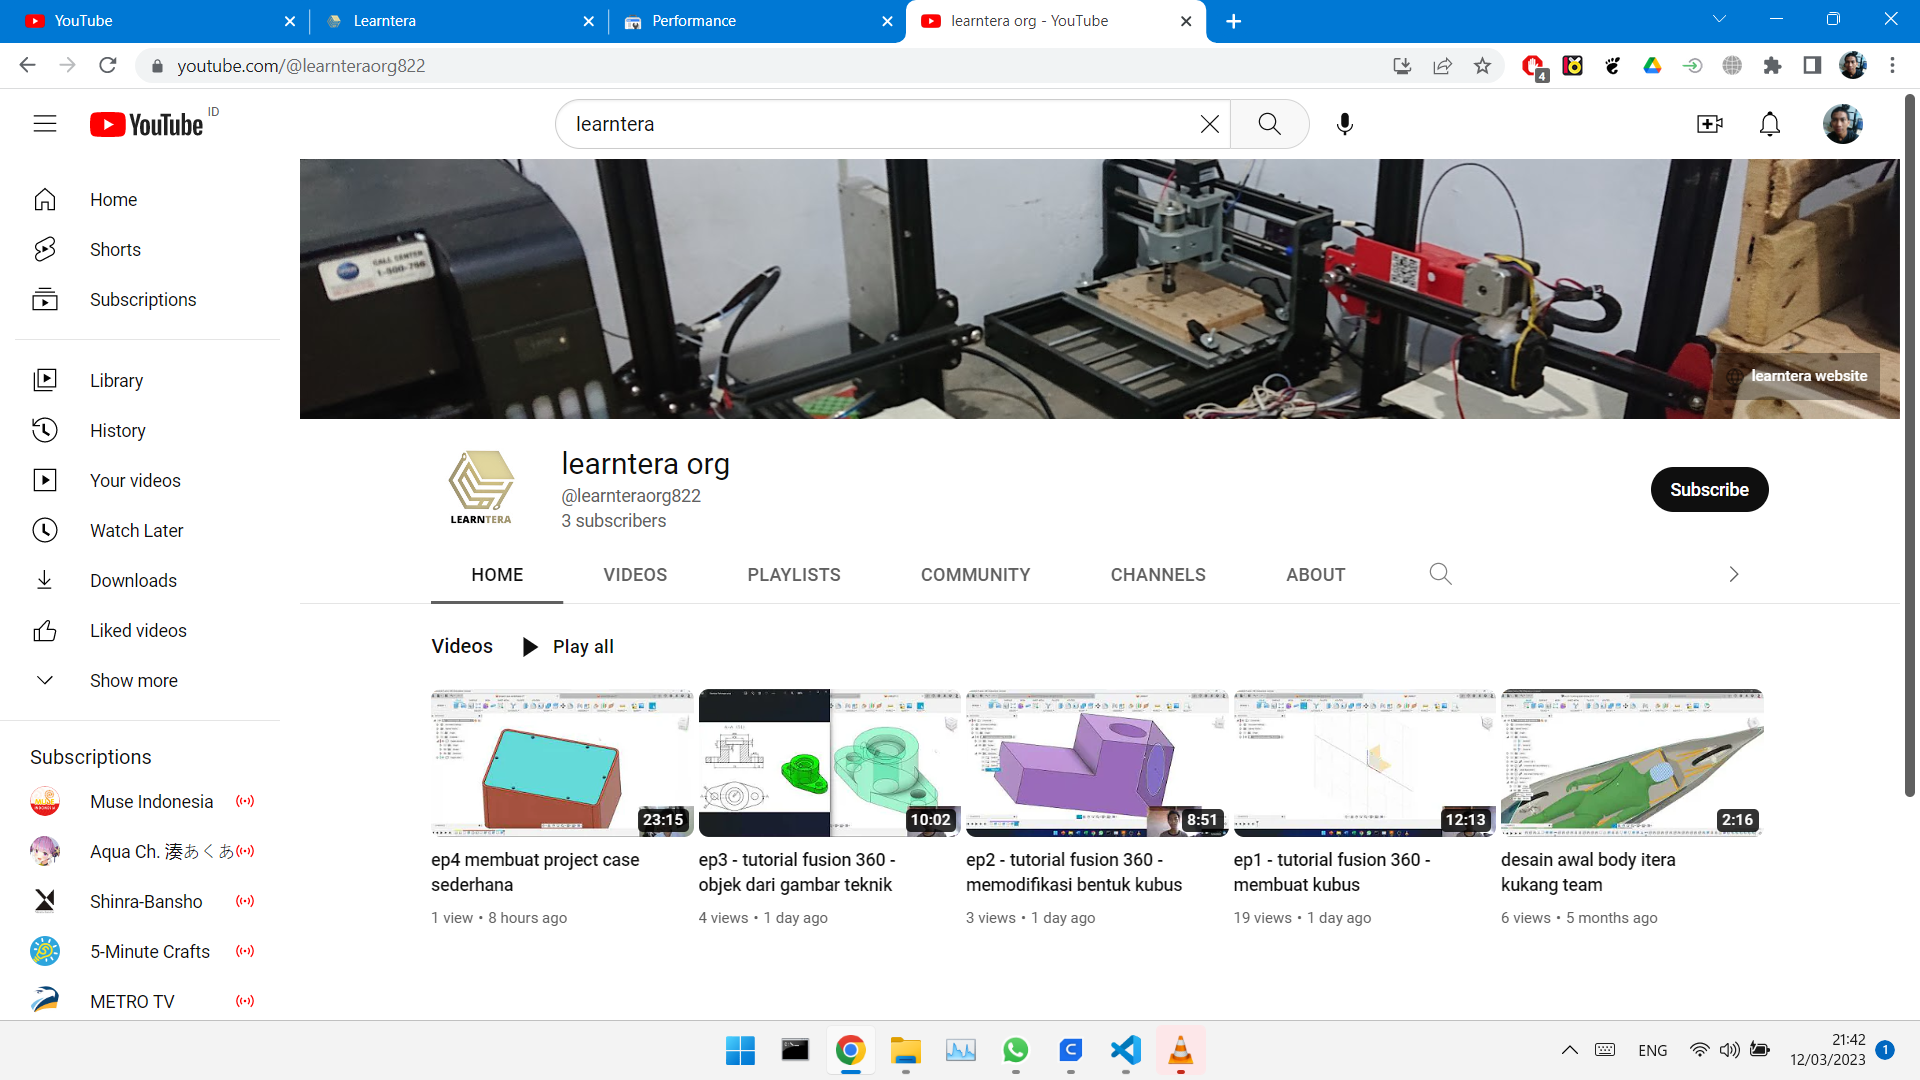 YouTube
Learntera
Performance
learntera org - YouTube
youtube.com/@learnteraorg822
4
YouTube ID
learntera
Home
Shorts
Subscriptions
Library
History
Your videos
Watch Later
Downloads
Liked videos
Show more
Subscriptions
Muse Indonesia
Aqua Ch. 湊あくあ
Shinra-Bansho
5-Minute Crafts
METRO TV
CALL CENTER
learntera website
LEARNTERA
learntera org
@learnteraorg822
3 subscribers
Subscribe
HOME
VIDEOS
PLAYLISTS
COMMUNITY
CHANNELS
ABOUT
Videos
Play all
23:15
10:02
8:51
12:13
2:16
ep4 membuat project case
sederhana
1 view • 8 hours ago
ep3 - tutorial fusion 360 -
objek dari gambar teknik
4 views • 1 day ago
ep2 - tutorial fusion 360 -
memodifikasi bentuk kubus
3 views • 1 day ago
ep1 - tutorial fusion 360 -
membuat kubus
19 views • 1 day ago
desain awal body itera
kukang team
6 views • 5 months ago
ENG
21:42
12/03/2023
1